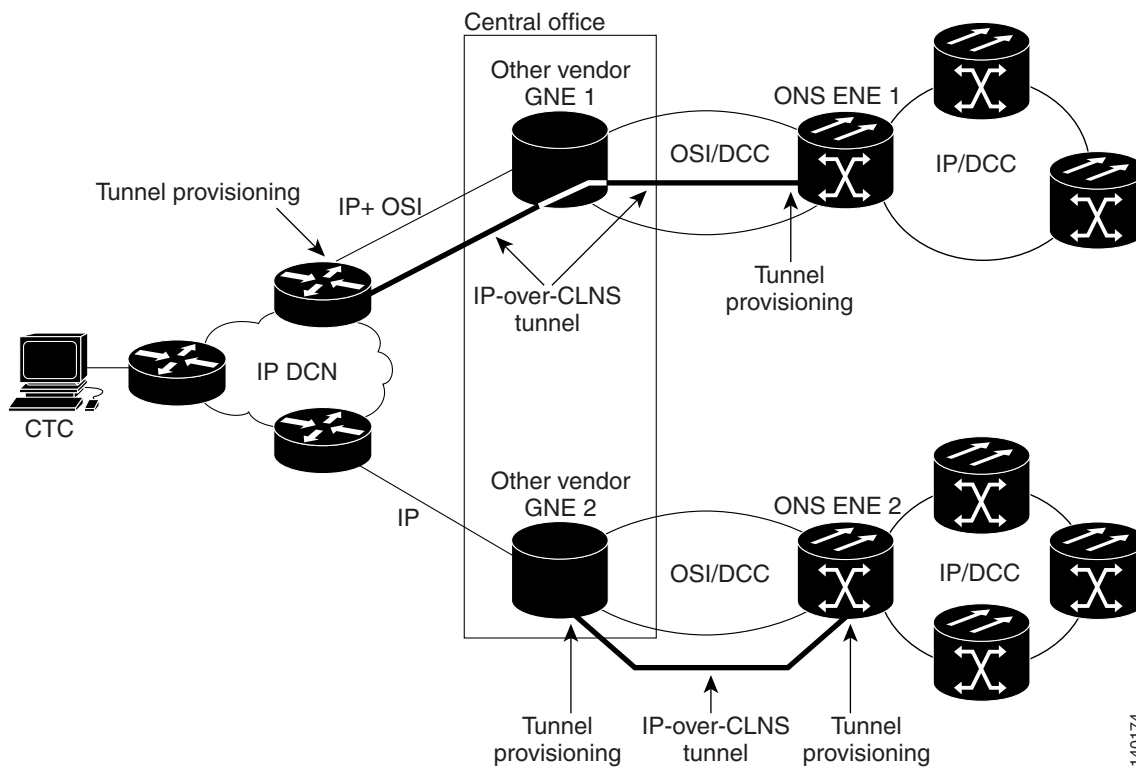 Central office
Other vendor
GNE 1
ONS ENE 1
OSI/DCC
IP/DCC
Tunnel provisioning
IP+ OSI
IP-over-CLNS
tunnel
Tunnel
provisioning
IP DCN
CTC
Other vendor
GNE 2
ONS ENE 2
IP
OSI/DCC
IP/DCC
Tunnel
provisioning
IP-over-CLNS
tunnel
Tunnel
provisioning
140174